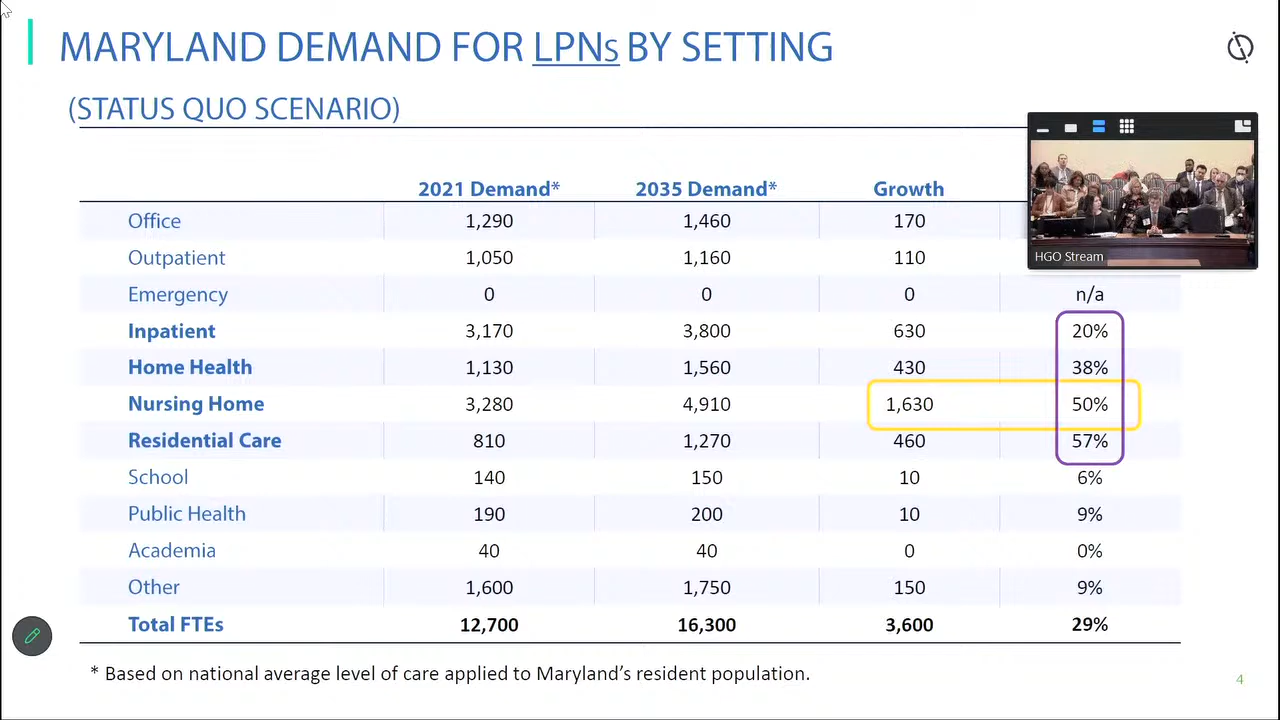 MARYLAND DEMAND FOR LPNs BY SETTING
(STATUS QUO SCENARIO)
2021 Demand* 2035 Demand* Growth
Office 1,290 1,460 170
Outpatient 1,050 1,160 110
HGO Stream
Emergency 0 0 0 n/a
Inpatient 3,170 3,800 630 20%
Home Health 1,130 1,560 430 38%
Nursing Home 3,280 4,910 1,630 50%
Residential Care 810 1,270 460 57%
School 140 150 10 6%
Public Health 190 200 10 9%
Academia 40 40 0 0%
Other 1,600 1,750 150 9%
Total FTEs 12,700 16,300 3,600 29%
* Based on national average level of care applied to Maryland's resident population.
4